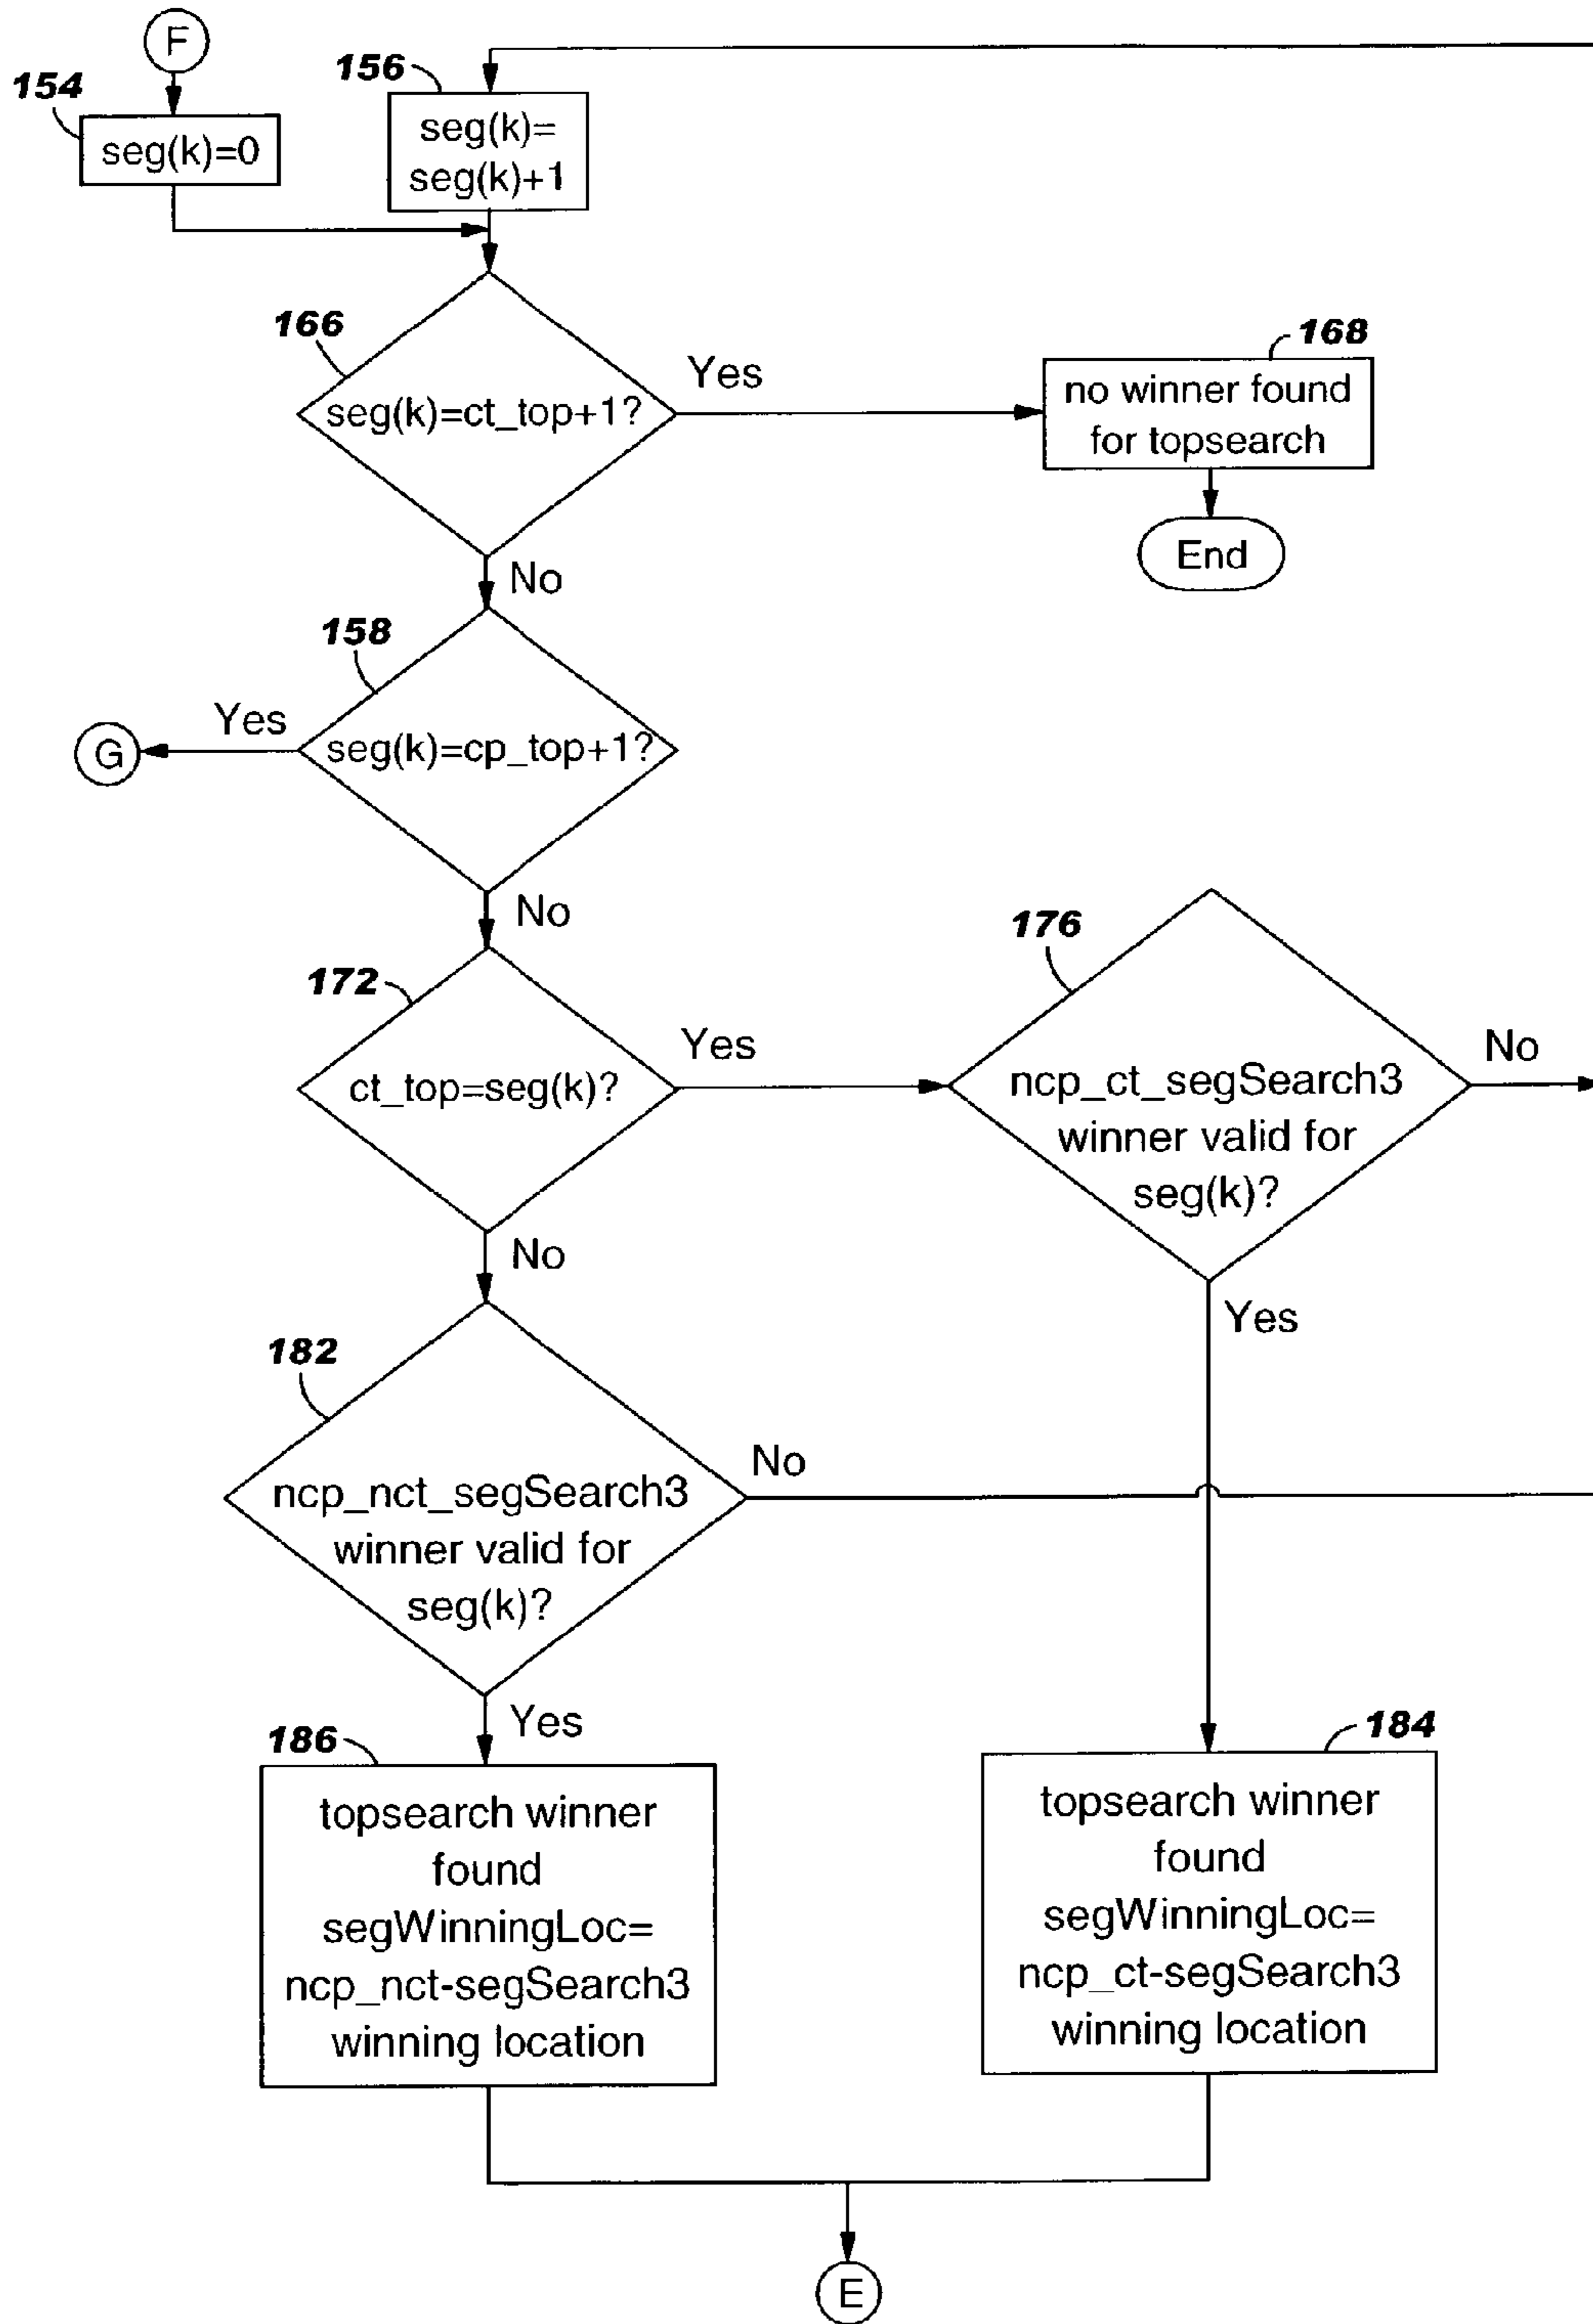 F
154
seg(k)=0
156
seg(k)=
seg(k)+1
166
seg(k)=ct_top+1?
Yes
168
no winner found
for topsearch
End
No
158
seg(k)=cp_top+1?
Yes
G
No
172
ct_top=seg(k)?
Yes
176
ncp_ct_segSearch3
winner valid for
seg(k)?
No
Yes
No
182
ncp_nct_segSearch3
winner valid for
seg(k)?
No
Yes
186
topsearch winner
found
segWinningLoc=
ncp_nct-segSearch3
winning location
184
topsearch winner
found
segWinningLoc=
ncp_ct-segSearch3
winning location
E